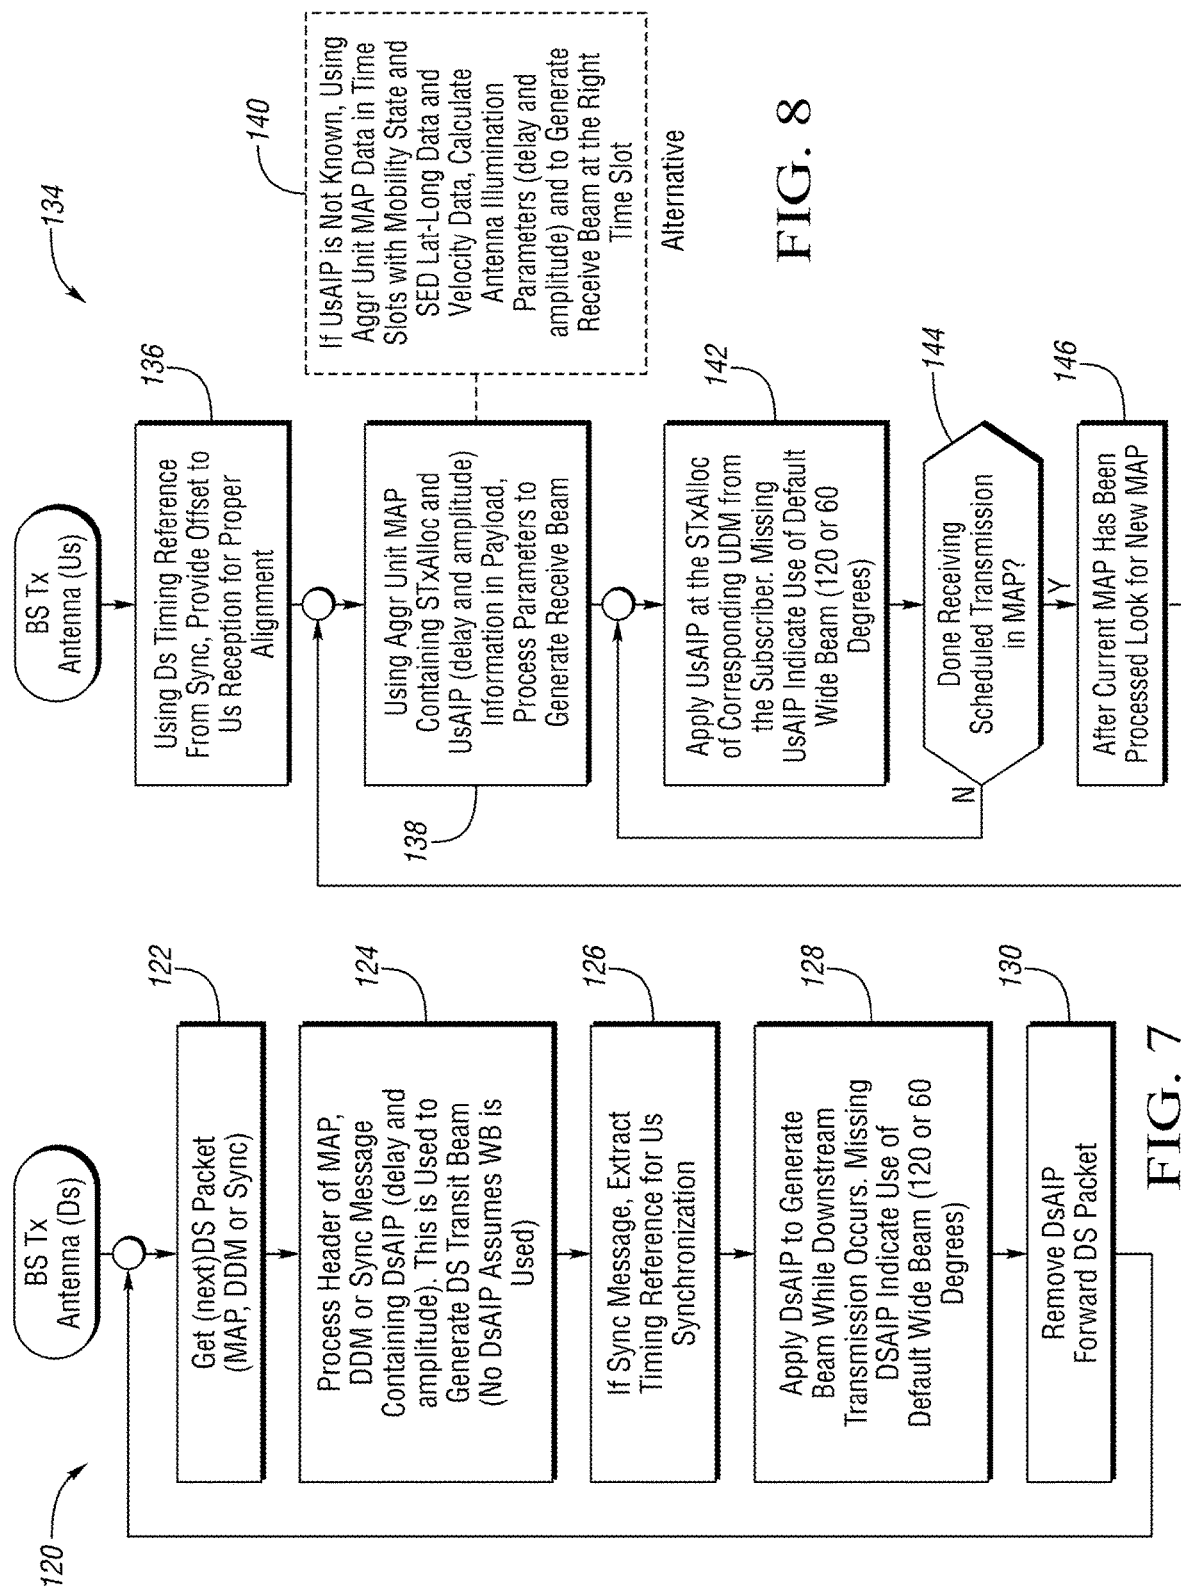 120
BS Tx
Antenna (Ds)
122
Get (next)DS Packet
(MAP, DDM or Sync)
124
Process Header of MAP,
DDM or Sync Message
Containing DsAIP (delay and
amplitude). This is Used to
Generate DS Transit Beam
(No DsAIP Assumes WB is
Used)
126
If Sync Message, Extract
Timing Reference for Us
Synchronization
128
Apply DsAIP to Generate
Beam While Downstream
Transmission Occurs. Missing
DSAIP Indicate Use of
Default Wide Beam (120 or 60
Degrees)
130
Remove DsAIP
Forward DS Packet
FIG. 7
134
BS Tx
Antenna (Us)
136
Using Ds Timing Reference
From Sync, Provide Offset to
Us Reception for Proper
Alignment
138
Using Aggr Unit MAP
Containing STxAlloc and
UsAIP (delay and amplitude)
Information in Payload,
Process Parameters to
Generate Receive Beam
140
If UsAIP is Not Known, Using
Aggr Unit MAP Data in Time
Slots with Mobility State and
SED Lat-Long Data and
Velocity Data, Calculate
Antenna Illumination
Parameters (delay and
amplitude) and to Generate
Receive Beam at the Right
Time Slot
Alternative
142
Apply UsAIP at the STxAlloc
of Corresponding UDM from
the Subscriber. Missing
UsAIP Indicate Use of Default
Wide Beam (120 or 60
Degrees)
144
Done Receiving
Scheduled Transmission
in MAP?
N
Y
146
After Current MAP Has Been
Processed Look for New MAP
FIG. 8